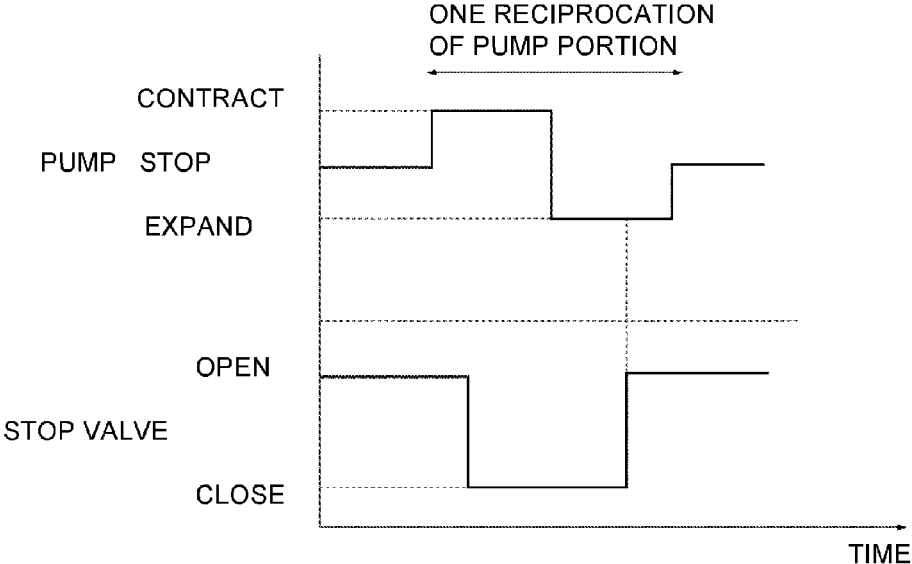 ONE RECIPROCATION
OF PUMP PORTION
CONTRACT
PUMP STOP
EXPAND
OPEN
STOP VALVE
CLOSE
TIME